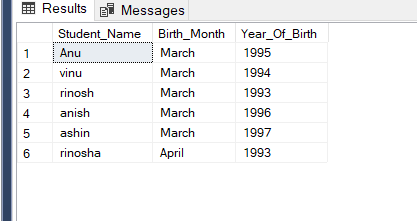 Results Messages
Student_Name Birth_Month Year_Of_Birth
1 Anu March 1995
2 vinu March 1994
3 rinosh March 1993
4 anish March 1996
5 ashin March 1997
6 rinosha April 1993